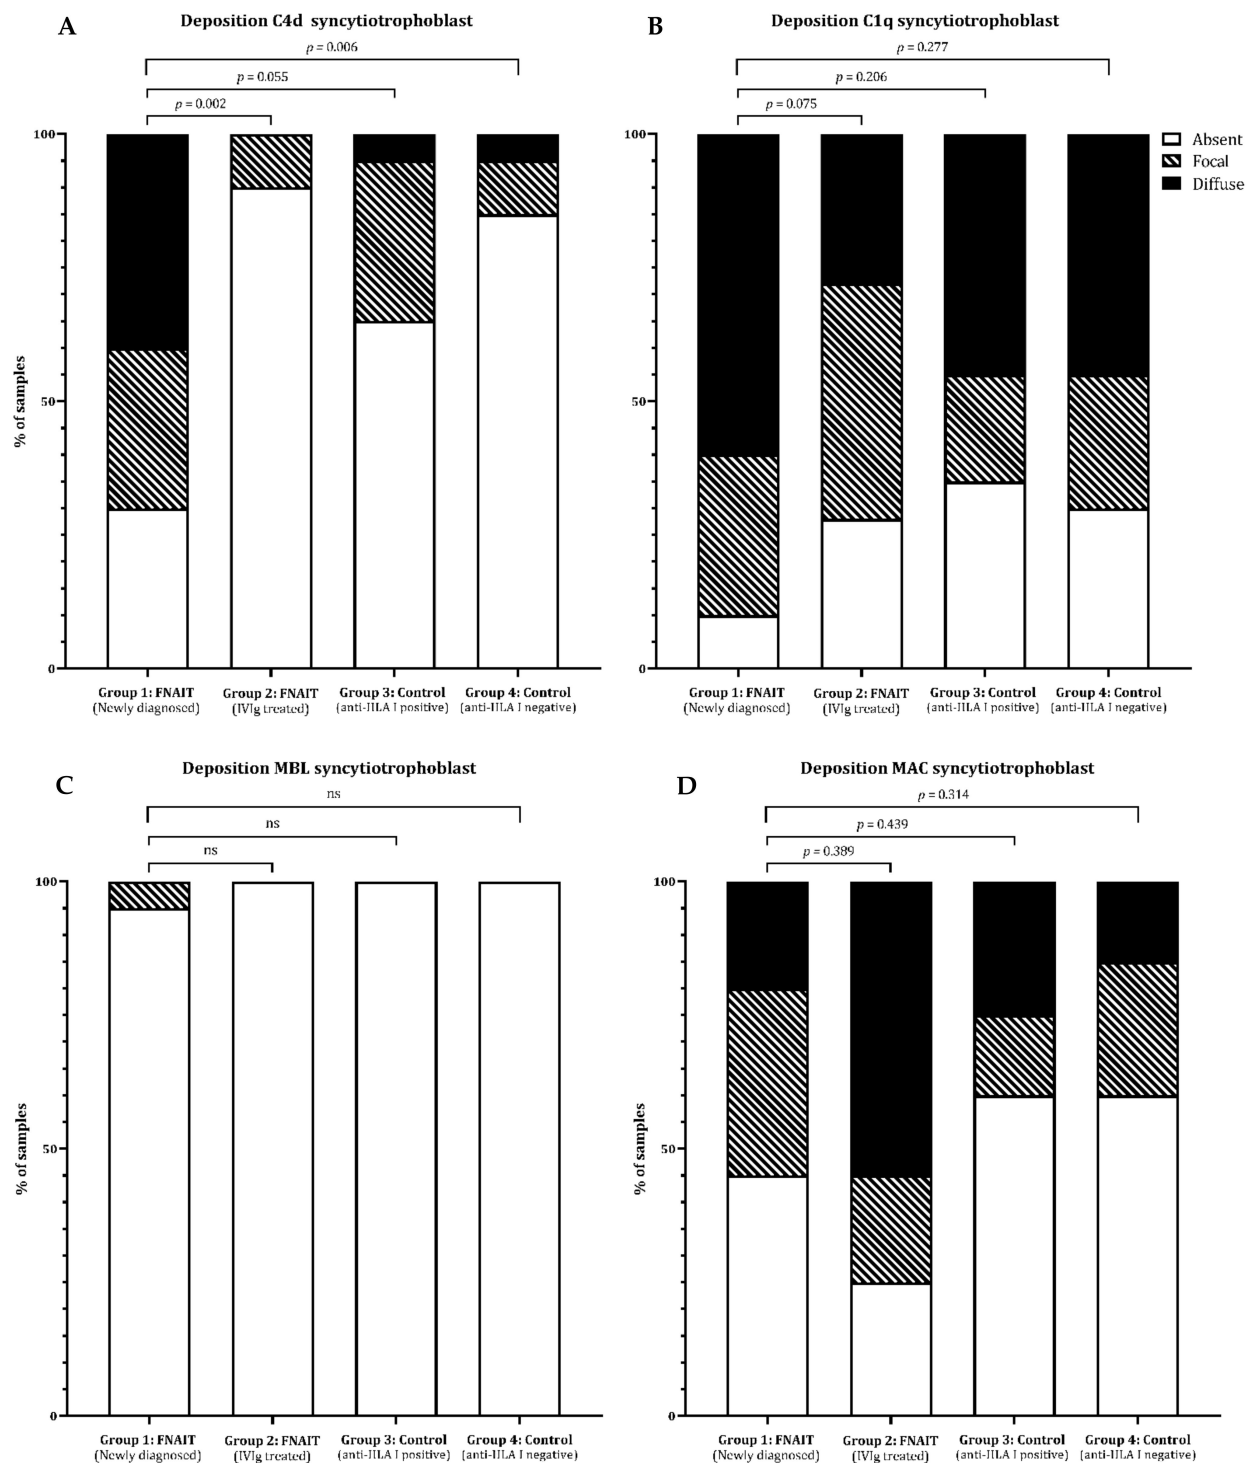 A
Deposition C4d syncytiotrophoblast
p = 0.006
p = 0.055
p = 0.002
100
50
0
% of samples
Group 1: FNAIT
(Newly diagnosed)
Group 2: FNAIT
(IVIg treated)
Group 3: Control
(anti-HLA I positive)
Group 4: Control
(anti-HLA I negative)
B
Deposition C1q syncytiotrophoblast
p = 0.277
p = 0.206
p = 0.075
100
50
0
Absent
Focal
Diffuse
Group 1: FNAIT
(Newly diagnosed)
Group 2: FNAIT
(IVIg treated)
Group 3: Control
(anti-HLA I positive)
Group 4: Control
(anti-HLA I negative)
C
Deposition MBL syncytiotrophoblast
ns
ns
ns
100
50
0
% of samples
Group 1: FNAIT
(Newly diagnosed)
Group 2: FNAIT
(IVIg treated)
Group 3: Control
(anti-HLA I positive)
Group 4: Control
(anti-HLA I negative)
D
Deposition MAC syncytiotrophoblast
p = 0.314
p = 0.439
p = 0.389
100
50
0
% of samples
Group 1: FNAIT
(Newly diagnosed)
Group 2: FNAIT
(IVIg treated)
Group 3: Control
(anti-HLA I positive)
Group 4: Control
(anti-HLA I negative)